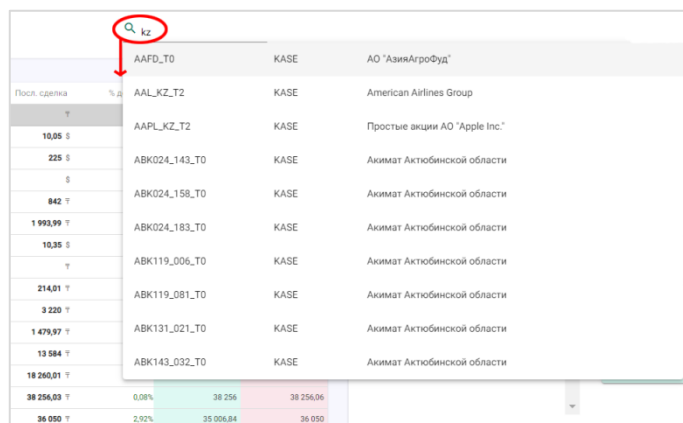 kz
AAFD_T0 KASE АО "АзияАгроФуд"
Посл. сделка % д
AAL_KZ_T2 KASE American Airlines Group
₸
AAPL_KZ_T2 KASE Простые акции АО "Apple Inc."
10,05 $
225 $
ABK024_143_T0 KASE Акимат Актюбинской области
$
ABK024_158_T0 KASE Акимат Актюбинской области
842 ₸
1 993,99 ₸
ABK024_183_T0 KASE Акимат Актюбинской области
10,35 $
ABK119_006_T0 KASE Акимат Актюбинской области
₸
214,01 ₸
ABK119_081_T0 KASE Акимат Актюбинской области
3 220 ₸
1 479,97 ₸
ABK131_021_T0 KASE Акимат Актюбинской области
13 584 ₸
ABK143_032_T0 KASE Акимат Актюбинской области
18 260,01 ₸
38 256,03 ₸ 0,08% 38 256 38 256,06
36 050 ₸ 2,92% 35 006,84 36 050